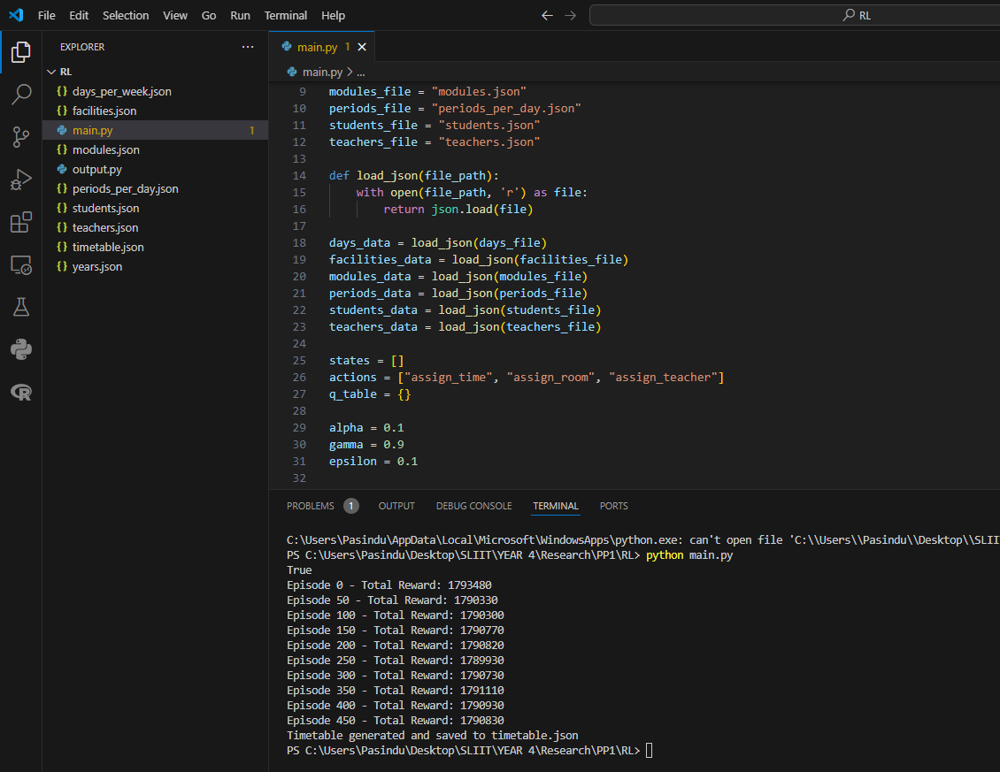 File Edit Selection View Go Run Terminal Help
RL
EXPLORER
RL
days_per_week.json
facilities.json
main.py 1
modules.json
output.py
periods_per_day.json
students.json
teachers.json
timetable.json
years.json
main.py 1
main.py > ...
9 modules_file = "modules.json"
10 periods_file = "periods_per_day.json"
11 students_file = "students.json"
12 teachers_file = "teachers.json"
13
14 def load_json(file_path):
15 with open(file_path, 'r') as file:
16 return json.load(file)
17
18 days_data = load_json(days_file)
19 facilities_data = load_json(facilities_file)
20 modules_data = load_json(modules_file)
21 periods_data = load_json(periods_file)
22 students_data = load_json(students_file)
23 teachers_data = load_json(teachers_file)
24
25 states = []
26 actions = ["assign_time", "assign_room", "assign_teacher"]
27 q_table = {}
28
29 alpha = 0.1
30 gamma = 0.9
31 epsilon = 0.1
32
PROBLEMS 1 OUTPUT DEBUG CONSOLE TERMINAL PORTS
C:\Users\Pasindu\AppData\Local\Microsoft\WindowsApps\python.exe: can't open file 'C:\\Users\\Pasindu\\Desktop\\SLII
PS C:\Users\Pasindu\Desktop\SLIIT\YEAR 4\Research\PP1\RL> python main.py
True
Episode 0 - Total Reward: 1793480
Episode 50 - Total Reward: 1790330
Episode 100 - Total Reward: 1790300
Episode 150 - Total Reward: 1790770
Episode 200 - Total Reward: 1790820
Episode 250 - Total Reward: 1789930
Episode 300 - Total Reward: 1790730
Episode 350 - Total Reward: 1791110
Episode 400 - Total Reward: 1790930
Episode 450 - Total Reward: 1790830
Timetable generated and saved to timetable.json
PS C:\Users\Pasindu\Desktop\SLIIT\YEAR 4\Research\PP1\RL>